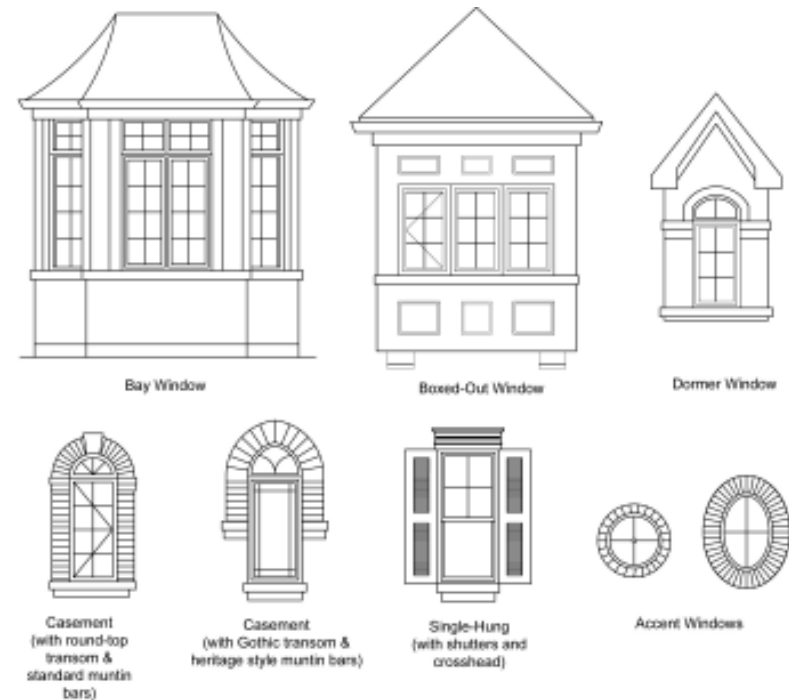 Bay Window
Boxed-Out Window
Dormer Window
Casement
(with round-top
transom &
standard muntin
bars)
Casement
(with Gothic transom &
heritage style muntin bars)
Single-Hung
(with shutters and
crosshead)
Accent Windows